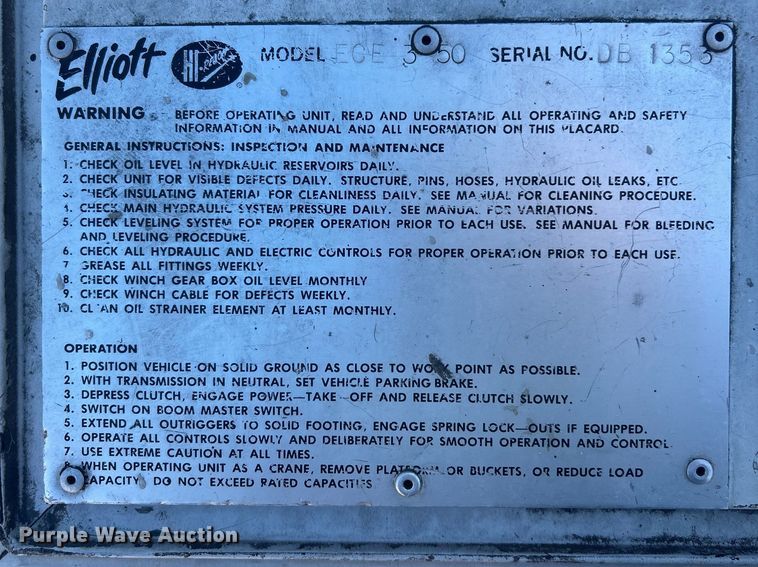 Elliott HI-Reach ® MODEL SERIAL NO. DB 1353
WARNING BEFORE OPERATING UNIT, READ AND UNDERSTAND ALL OPERATING AND SAFETY
INFORMATION IN MANUAL AND ALL INFORMATION ON THIS PLACARD.
GENERAL INSTRUCTIONS: INSPECTION AND MAINTENANCE
1. CHECK OIL LEVEL IN HYDRAULIC RESERVOIRS DAILY.
2. CHECK UNIT FOR VISIBLE DEFECTS DAILY. STRUCTURE, PINS, HOSES, HYDRAULIC OIL LEAKS, ETC.
3. CHECK INSULATING MATERIAL FOR CLEANLINESS DAILY. SEE MANUAL FOR CLEANING PROCEDURE.
4. CHECK MAIN HYDRAULIC SYSTEM PRESSURE DAILY. SEE MANUAL FOR VARIATIONS.
5. CHECK LEVELING SYSTEM FOR PROPER OPERATION PRIOR TO EACH USE. SEE MANUAL FOR BLEEDING
AND LEVELING PROCEDURE.
6. CHECK ALL HYDRAULIC AND ELECTRIC CONTROLS FOR PROPER OPERATION PRIOR TO EACH USE.
7. GREASE ALL FITTINGS WEEKLY.
8. CHECK WINCH GEAR BOX OIL LEVEL MONTHLY
9. CHECK WINCH CABLE FOR DEFECTS WEEKLY.
10. CLEAN OIL STRAINER ELEMENT AT LEAST MONTHLY.
OPERATION
1. POSITION VEHICLE ON SOLID GROUND AS CLOSE TO WORK POINT AS POSSIBLE.
2. WITH TRANSMISSION IN NEUTRAL, SET VEHICLE PARKING BRAKE.
3. DEPRESS CLUTCH, ENGAGE POWER—TAKE—OFF AND RELEASE CLUTCH SLOWLY.
4. SWITCH ON BOOM MASTER SWITCH.
5. EXTEND ALL OUTRIGGERS TO SOLID FOOTING, ENGAGE SPRING LOCK—OUTS IF EQUIPPED.
6. OPERATE ALL CONTROLS SLOWLY AND DELIBERATELY FOR SMOOTH OPERATION AND CONTROL.
7. USE EXTREME CAUTION AT ALL TIMES.
8. WHEN OPERATING UNIT AS A CRANE, REMOVE PLATFORM OR BUCKETS, OR REDUCE LOAD
CAPACITY. DO NOT EXCEED RATED CAPACITIES
Purple Wave Auction